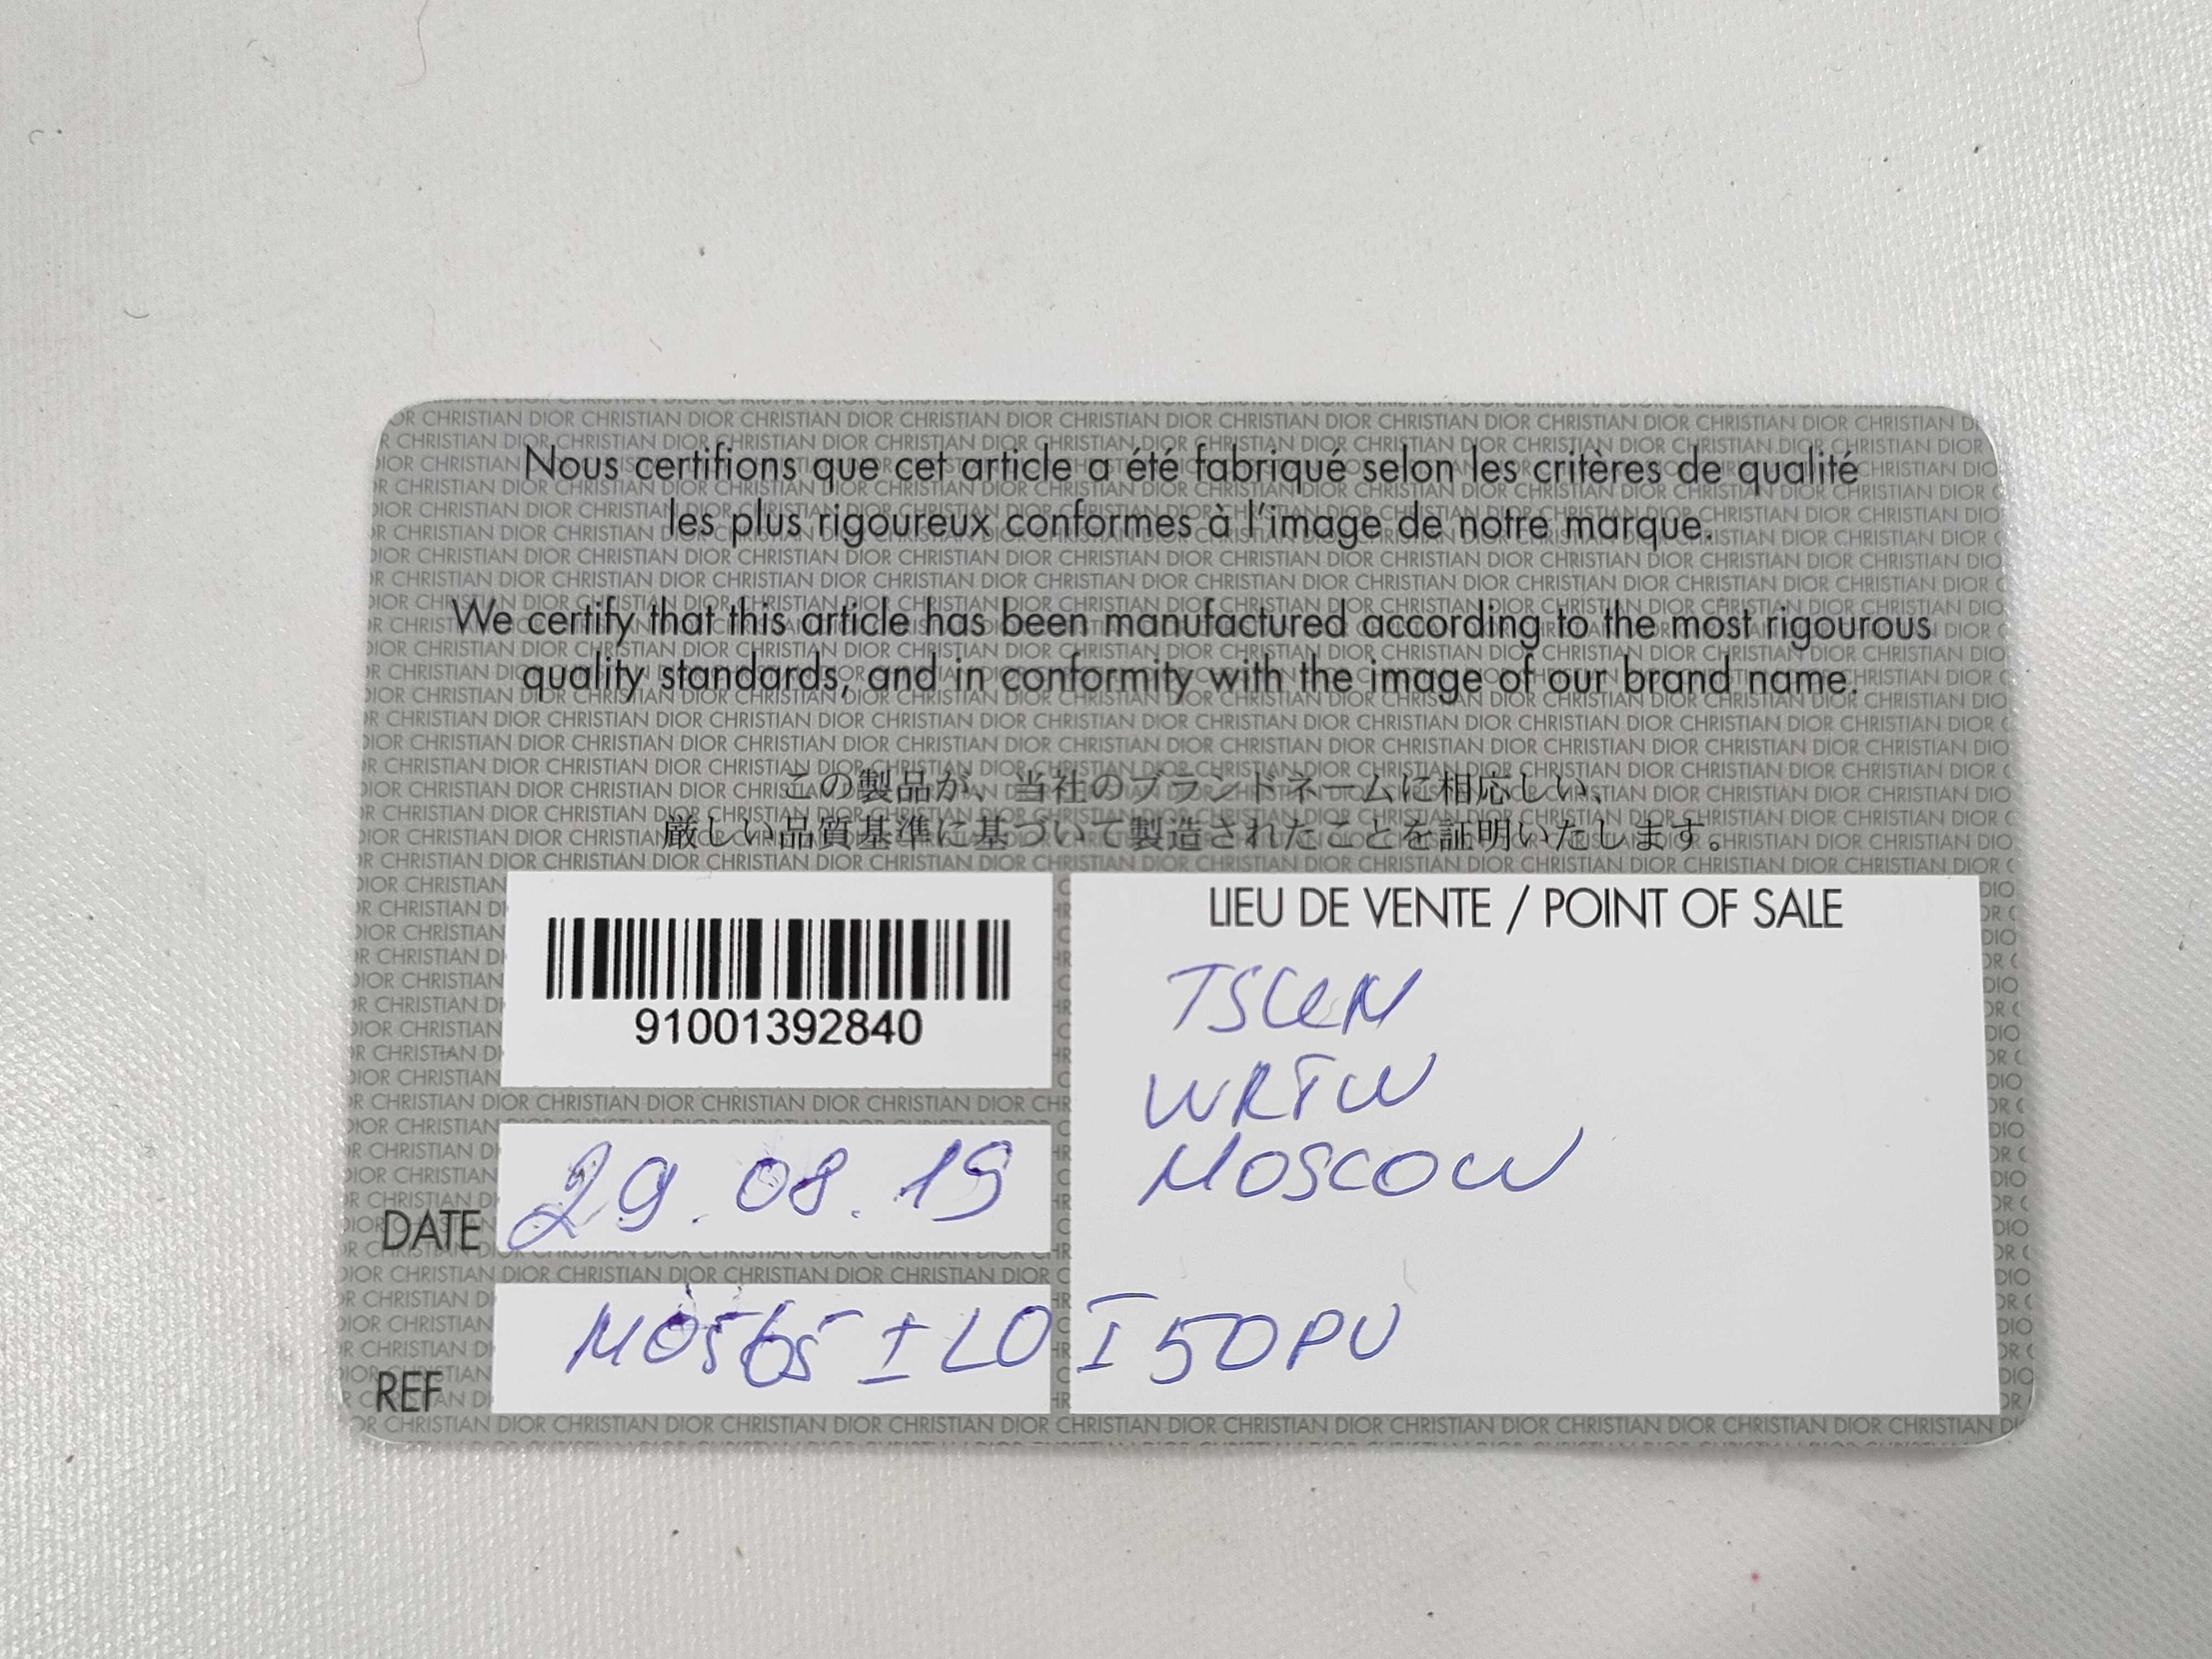 Nous certifions que cet article a été fabriqué selon les critères de qualité
les plus rigoureux conformes à l'image de notre marque.
We certify that this article has been manufactured according to the most rigourous
quality standards, and in conformity with the image of our brand name.
この製品が、当社のブランドネームに相応しい、
厳しい品質基準に基づいて製造されたことを証明いたします。
91001392840
LIEU DE VENTE / POINT OF SALE
WRTW
MOSCOW
DATE 29.08.19
REF M0565 ILO I50PU
CHRISTIAN DIOR